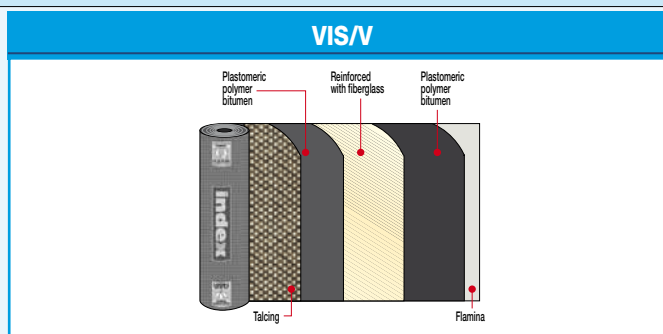 VIS/V
Plastomeric
polymer
bitumen
Reinforced
with fiberglass
Plastomeric
polymer
bitumen
index
Talcing
Flamina